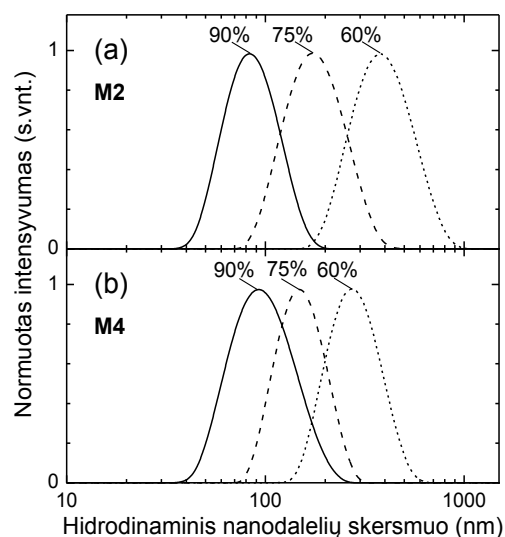 Normuotas intensyvumas (s.vnt.)
(a)
M2
90% 75% 60%
1
0
(b)
M4
90% 75% 60%
1
0
10 100 1000
Hidrodinaminis nanodalelių skersmuo (nm)